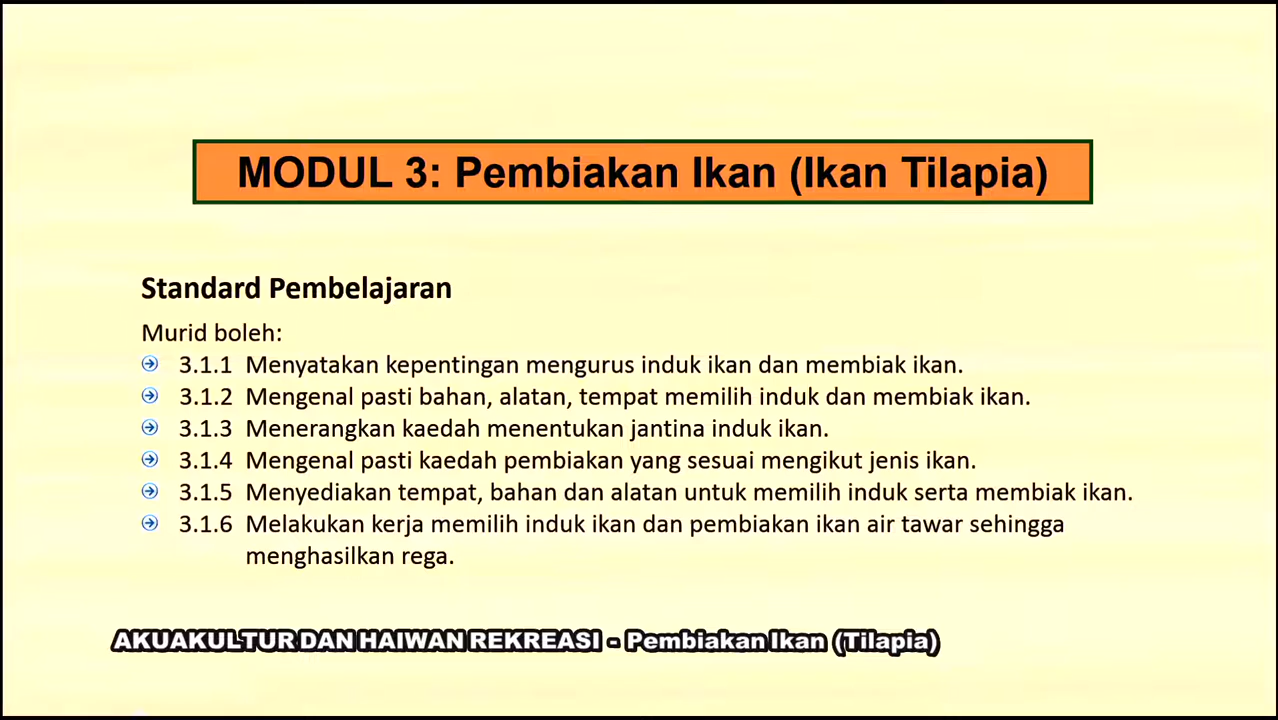 MODUL 3: Pembiakan Ikan (Ikan Tilapia)
Standard Pembelajaran
Murid boleh:
3.1.1 Menyatakan kepentingan mengurus induk ikan dan membiak ikan.
3.1.2 Mengenal pasti bahan, alatan, tempat memilih induk dan membiak ikan.
3.1.3 Menerangkan kaedah menentukan jantina induk ikan.
3.1.4 Mengenal pasti kaedah pembiakan yang sesuai mengikut jenis ikan.
3.1.5 Menyediakan tempat, bahan dan alatan untuk memilih induk serta membiak ikan.
3.1.6 Melakukan kerja memilih induk ikan dan pembiakan ikan air tawar sehingga
menghasilkan rega.
AKUAKULTUR DAN HAIWAN REKREASI - Pembiakan Ikan (Tilapia)